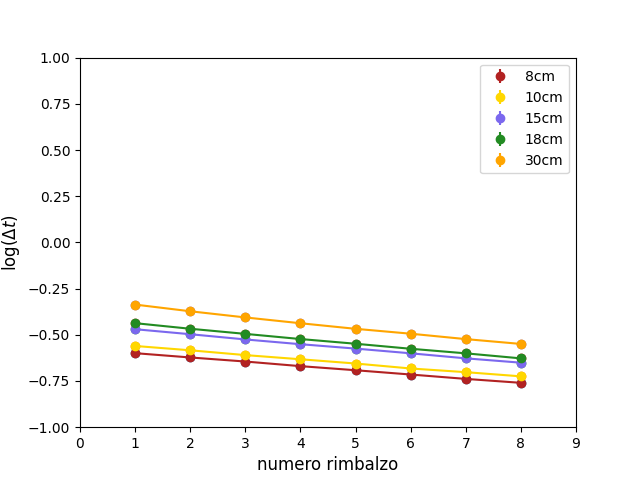 1.00
0.75
0.50
0.25
0.00
−0.25
−0.50
−0.75
−1.00
log(Δt)
8cm
10cm
15cm
18cm
30cm
0 1 2 3 4 5 6 7 8 9
numero rimbalzo